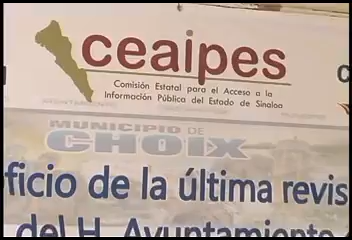 ceaipes
Comisión Estatal para el Acceso a la
Información Pública del Estado de Sinaloa
MUNICIPIO DE
CHOIX
ficio de la última revis
del H. Ayuntamiento